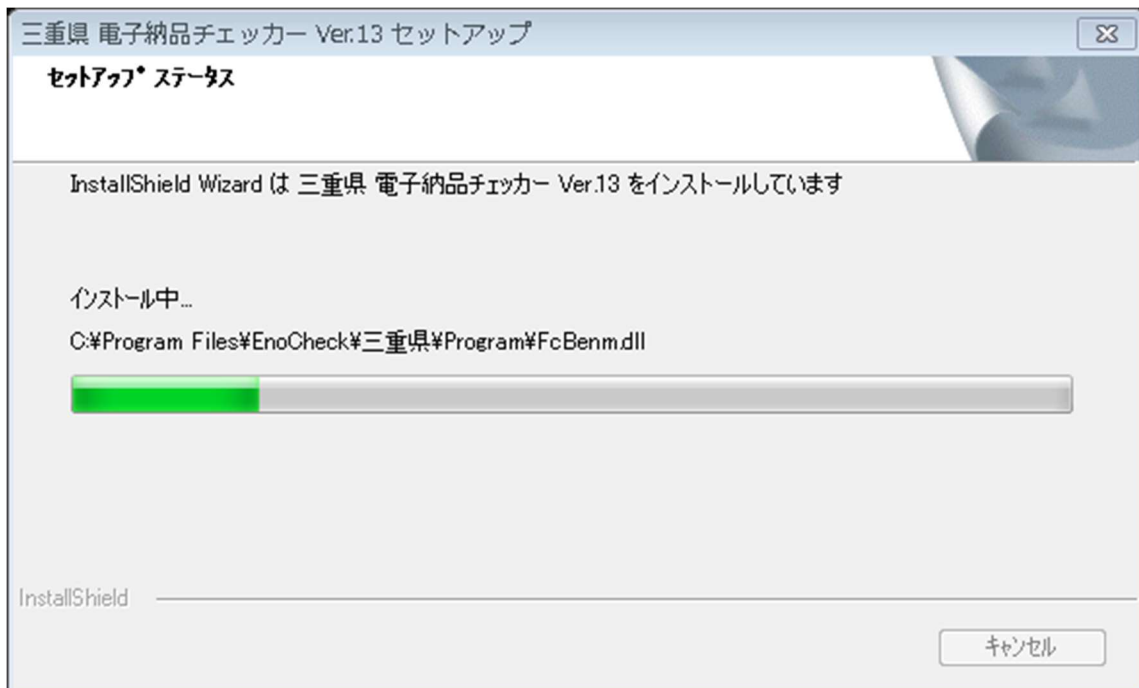 三重県 電子納品チェッカー Ver.13 セットアップ
セットアップ ステータス
InstallShield Wizard は 三重県 電子納品チェッカー Ver.13 をインストールしています
インストール中...
C:¥Program Files¥EnoCheck¥三重県¥Program¥FcBenm.dll
InstallShield
キャンセル